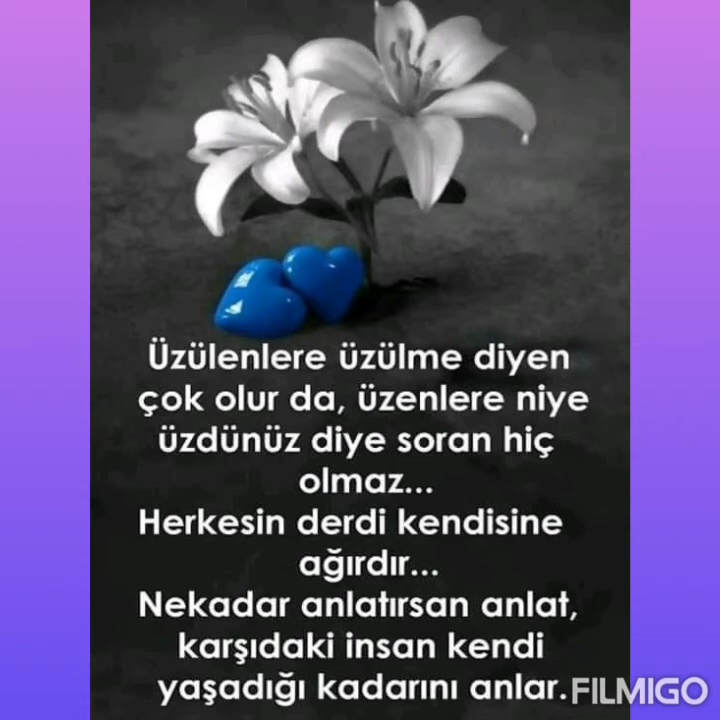 Üzülenlere üzülme diyen
çok olur da, üzenlere niye
üzdünüz diye soran hiç
olmaz...
Herkesin derdi kendisine
ağırdır...
Nekadar anlatırsan anlat,
karşıdaki insan kendi
yaşadığı kadarını anlar.
FILMIGO